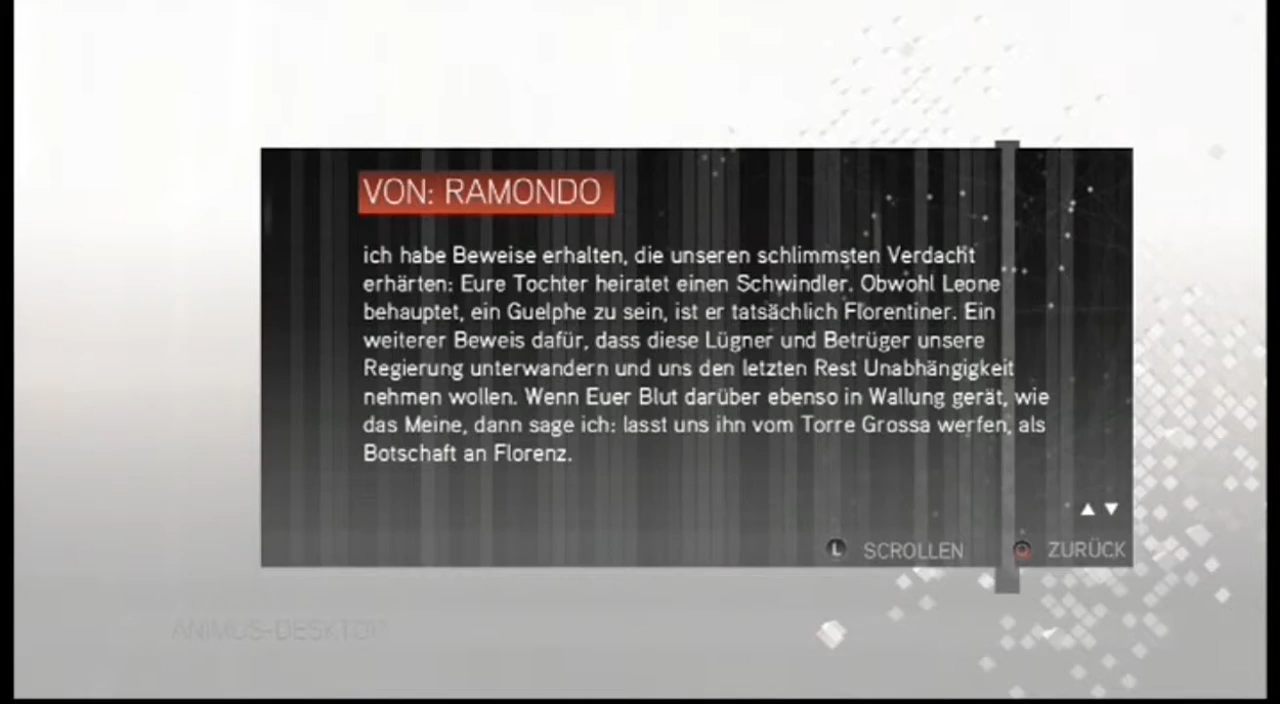 VON: RAMONDO
ich habe Beweise erhalten, die unseren schlimmsten Verdacht
erhärten: Eure Tochter heiratet einen Schwindler. Obwohl Leone
behauptet, ein Guelphe zu sein, ist er tatsächlich Florentiner. Ein
weiterer Beweis dafür, dass diese Lügner und Betrüger unsere
Regierung unterwandern und uns den letzten Rest Unabhängigkeit
nehmen wollen. Wenn Euer Blut darüber ebenso in Wallung gerät, wie
das Meine, dann sage ich: lasst uns ihn vom Torre Grossa werfen, als
Botschaft an Florenz.
L SCROLLEN ZURÜCK
ANIMUS-DESKTOP